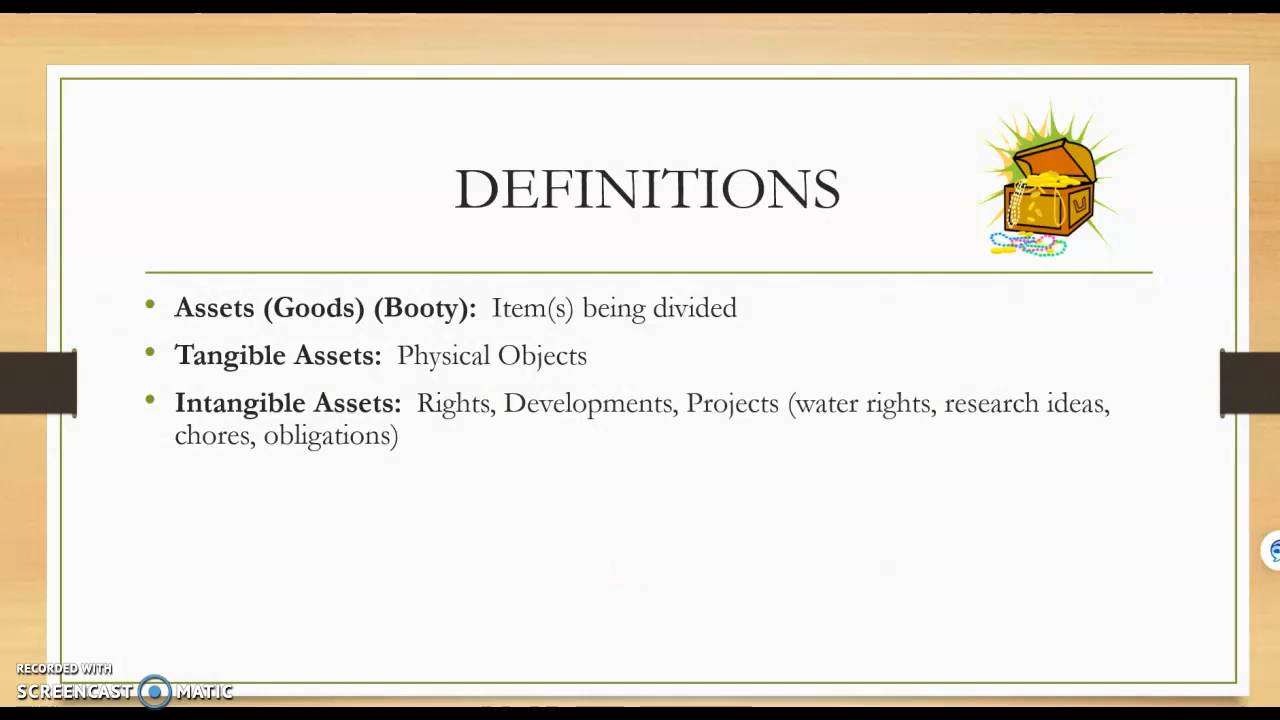 DEFINITIONS
• Assets (Goods) (Booty): Item(s) being divided
• Tangible Assets: Physical Objects
• Intangible Assets: Rights, Developments, Projects (water rights, research ideas,
chores, obligations)
RECORDED WITH
SCREENCAST MATIC